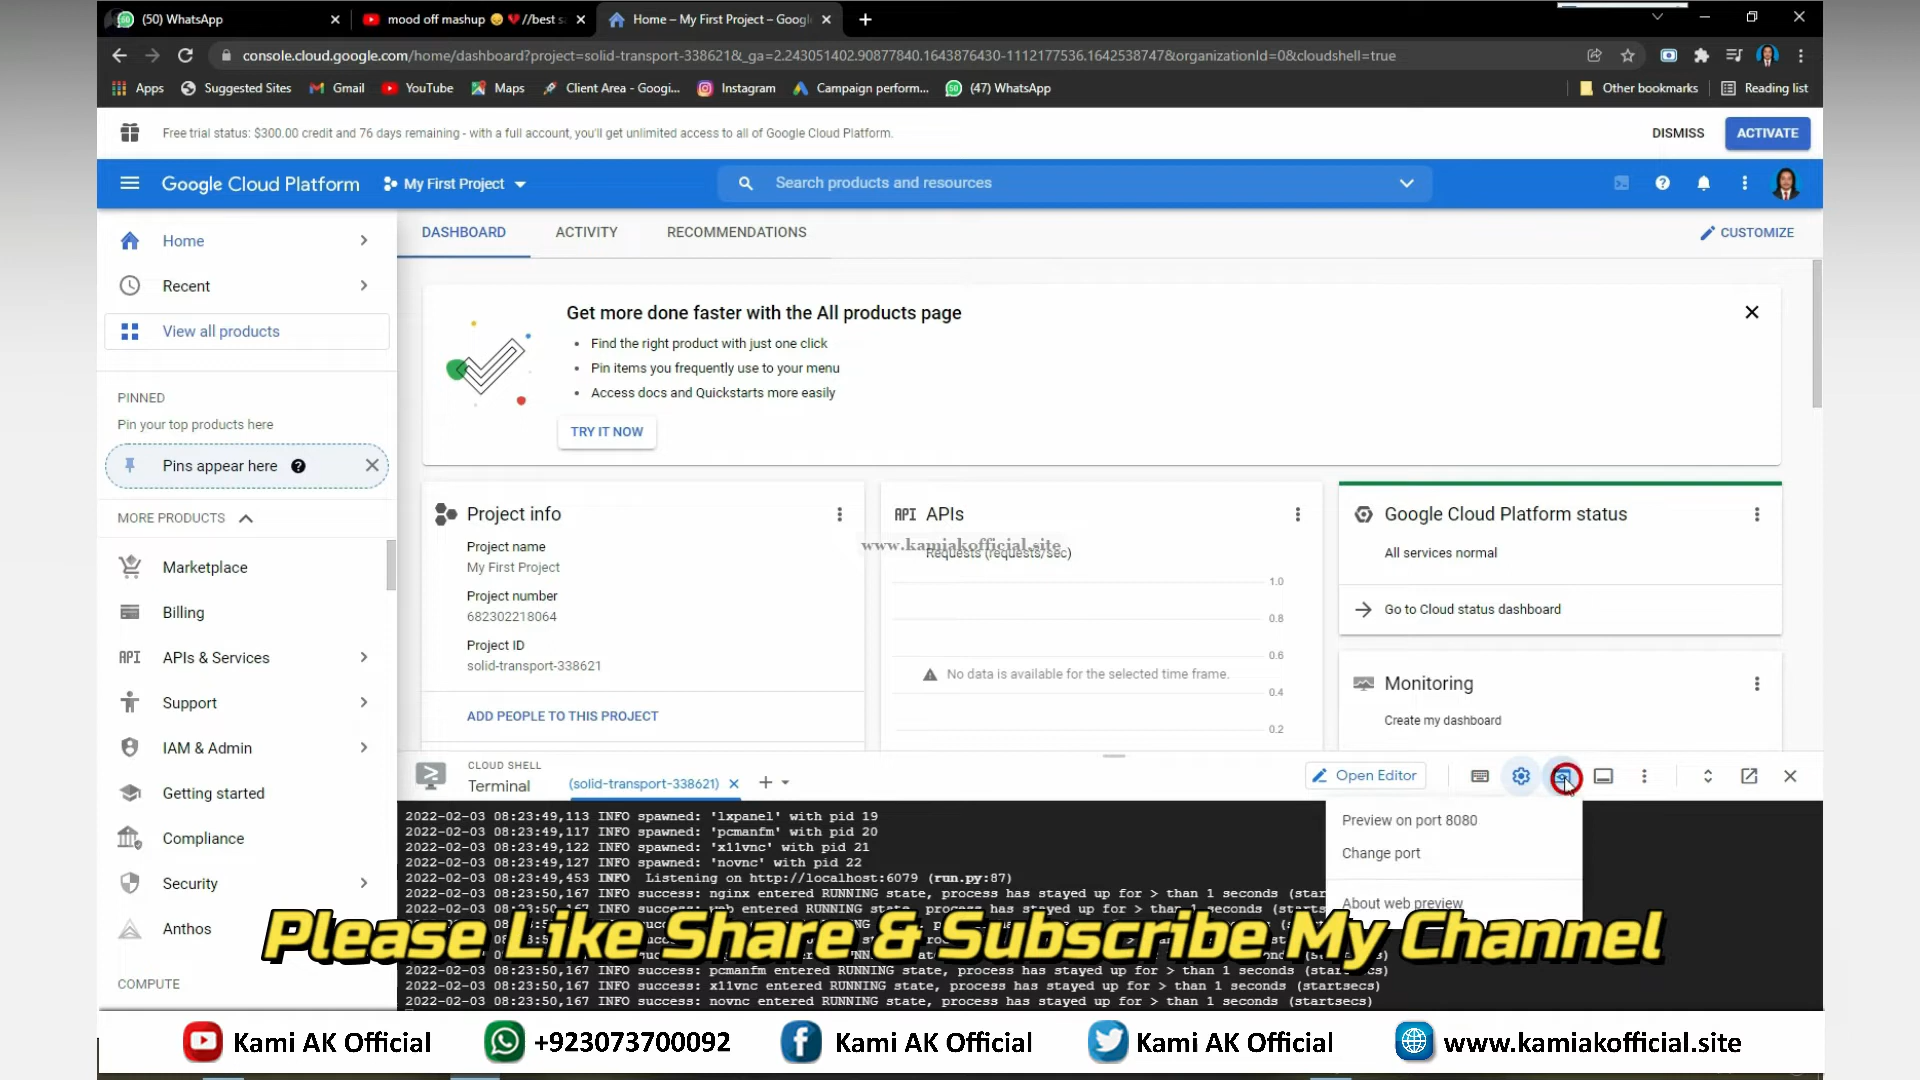 (50) WhatsApp
mood off mashup 😔 💔//best s
Home – My First Project – Google
console.cloud.google.com/home/dashboard?project=solid-transport-338621&_ga=2.243051402.90877840.1643876430-1112177536.1642538747&organizationId=0&cloudshell=true
Apps
Suggested Sites
Gmail
YouTube
Maps
Client Area - Googi...
Instagram
Campaign perform...
(47) WhatsApp
Other bookmarks
Reading list
Free trial status: $300.00 credit and 76 days remaining - with a full account, you'll get unlimited access to all of Google Cloud Platform.
DISMISS
ACTIVATE
Google Cloud Platform
My First Project
Search products and resources
Home
Recent
View all products
PINNED
Pin your top products here
Pins appear here
MORE PRODUCTS
Marketplace
Billing
API APIs & Services
Support
IAM & Admin
Getting started
Compliance
Security
Anthos
COMPUTE
DASHBOARD
ACTIVITY
RECOMMENDATIONS
CUSTOMIZE
Get more done faster with the All products page
• Find the right product with just one click
• Pin items you frequently use to your menu
• Access docs and Quickstarts more easily
TRY IT NOW
Project info
Project name
My First Project
Project number
682302218064
Project ID
solid-transport-338621
ADD PEOPLE TO THIS PROJECT
API APIs
www.kamiakofficial.site
Requests (requests/sec)
1.0
0.8
0.6
No data is available for the selected time frame.
0.4
0.2
Google Cloud Platform status
All services normal
Go to Cloud status dashboard
Monitoring
Create my dashboard
CLOUD SHELL
Terminal
(solid-transport-338621)
Open Editor
Preview on port 8080
Change port
About web preview
2022-02-03 08:23:49,113 INFO spawned: 'lxpanel' with pid 19
2022-02-03 08:23:49,117 INFO spawned: 'pcmanfm' with pid 20
2022-02-03 08:23:49,122 INFO spawned: 'x11vnc' with pid 21
2022-02-03 08:23:49,127 INFO spawned: 'novnc' with pid 22
2022-02-03 08:23:49,453 INFO Listening on http://localhost:6079 (run.py:87)
2022-02-03 08:23:50,167 INFO success: nginx entered RUNNING state, process has stayed up for > than 1 seconds (start
2022-02-03 08:23:50,167 INFO success: web entered RUNNING state, process has stayed up for > than 1 seconds (starts
Please Like Share & Subscribe My Channel
2022-02-03 08:23:50,167 INFO success: pcmanfm entered RUNNING state, process has stayed up for > than 1 seconds (startsecs)
2022-02-03 08:23:50,167 INFO success: x11vnc entered RUNNING state, process has stayed up for > than 1 seconds (startsecs)
2022-02-03 08:23:50,167 INFO success: novnc entered RUNNING state, process has stayed up for > than 1 seconds (startsecs)
Kami AK Official
+923073700092
Kami AK Official
Kami AK Official
www.kamiakofficial.site